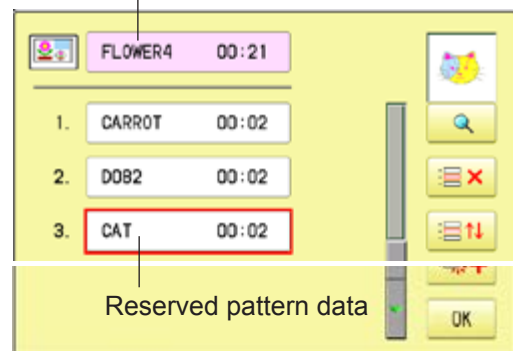 FLOWER4 00:21
1. CARROT 00:02
2. DOB2 00:02
3. CAT 00:02
Reserved pattern data
OK